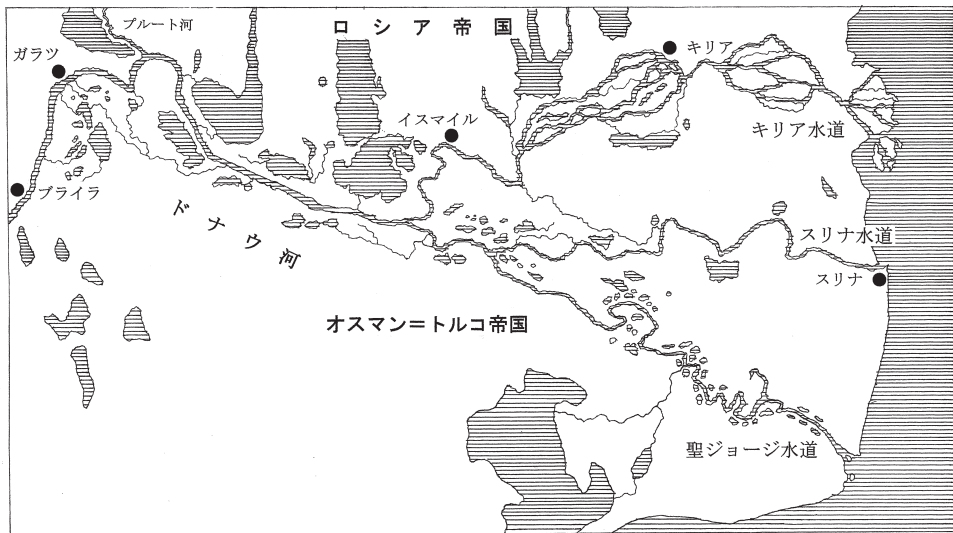 プルート河
ロシア帝国
ガラツ
キリア
イスマイル
キリア水道
ブライラ
ドナウ河
スリナ水道
スリナ
オスマン＝トルコ帝国
聖ジョージ水道